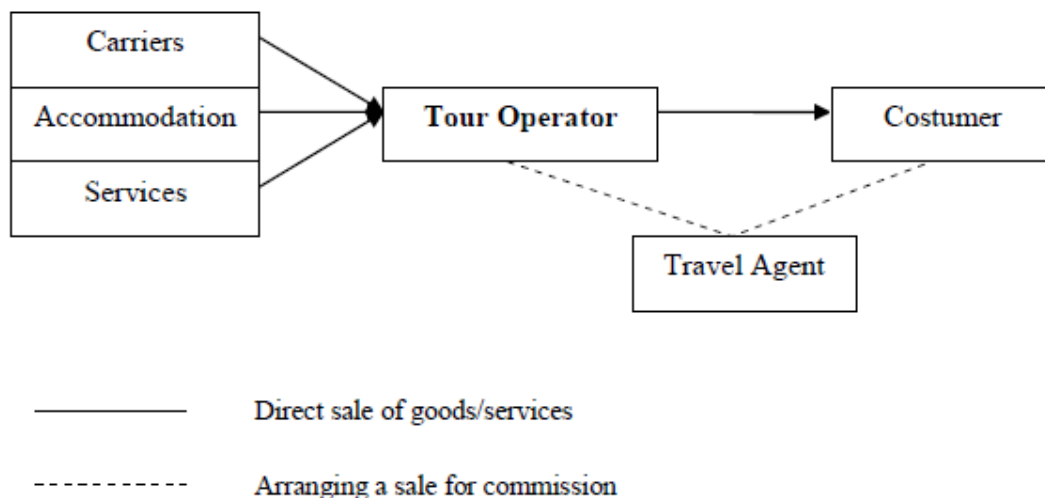 Carriers
Accommodation
Services
Tour Operator
Costumer
Travel Agent
Direct sale of goods/services
Arranging a sale for commission